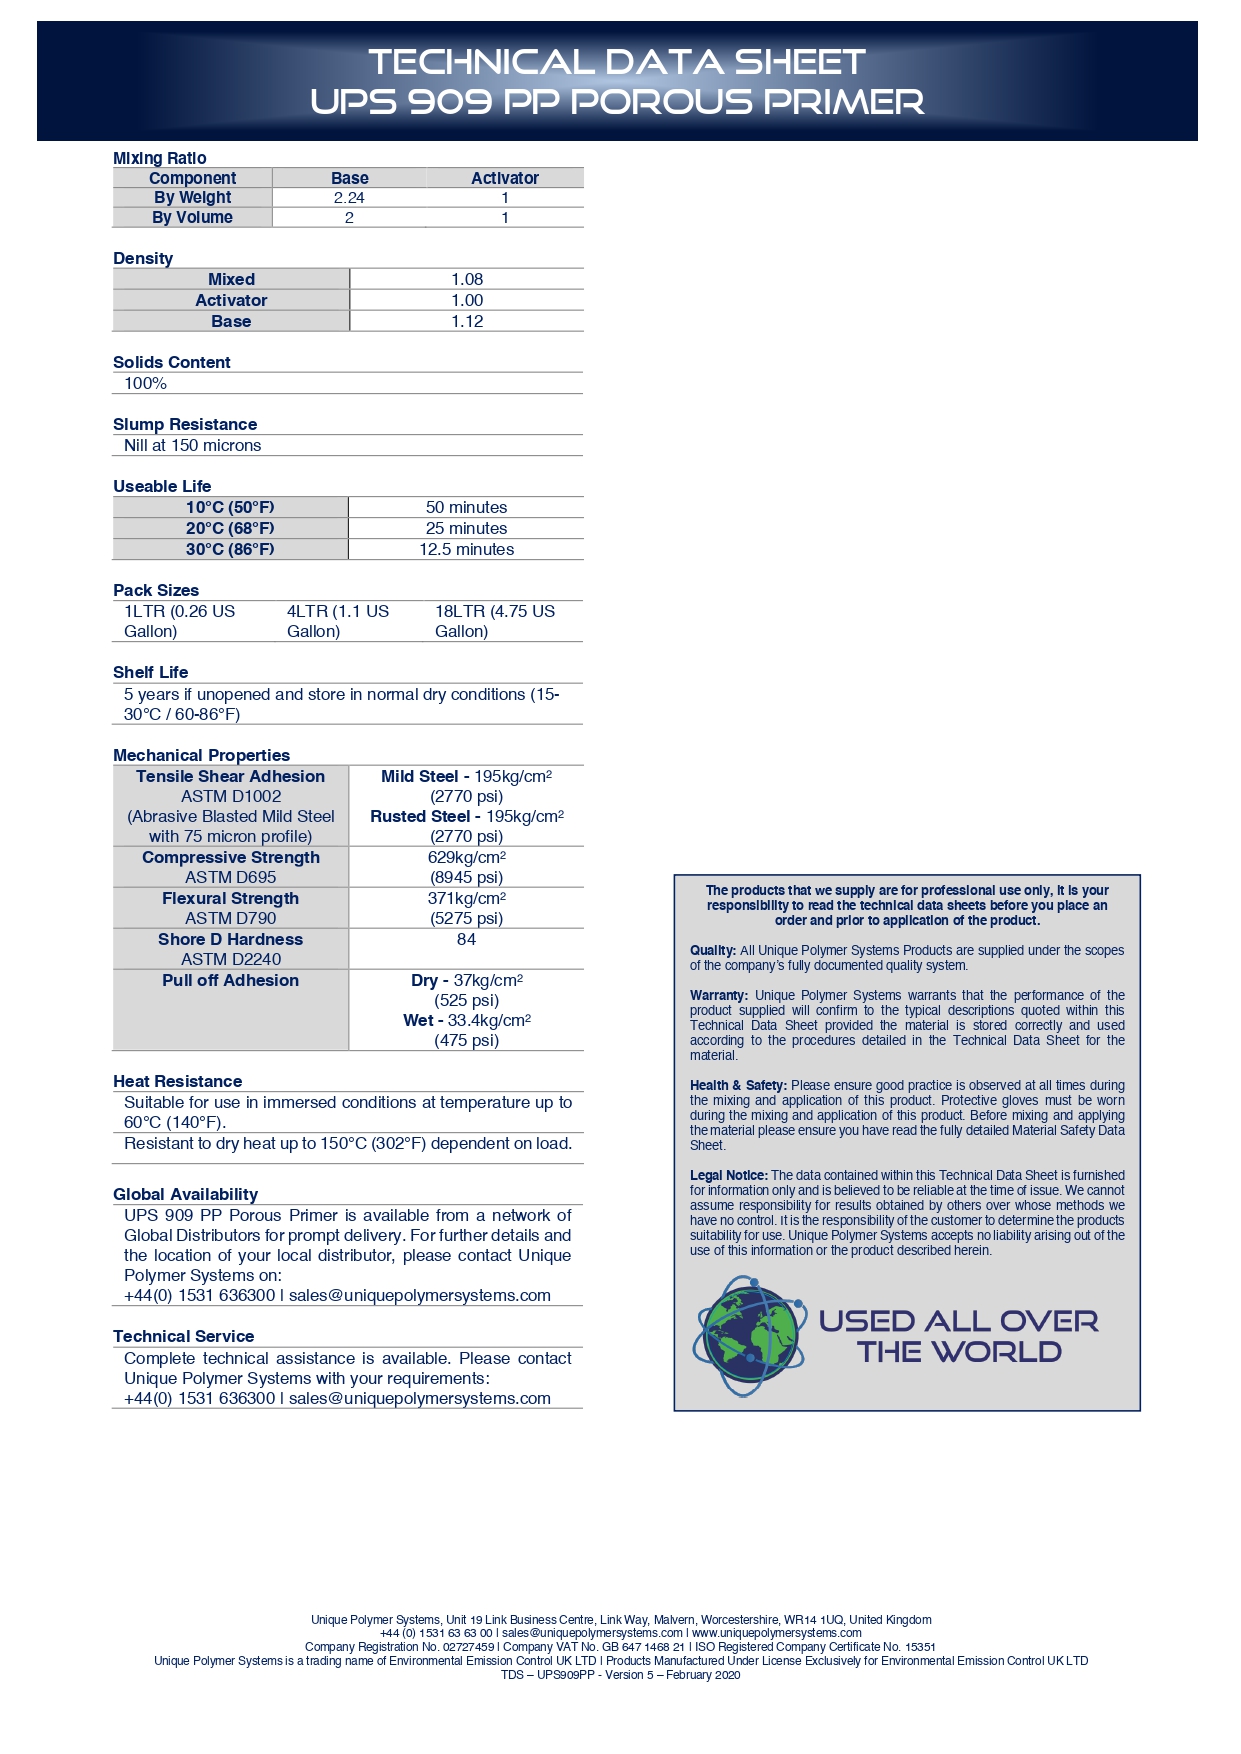 TECHNICAL DATA SHEET
UPS 909 PP POROUS PRIMER
Mixing Ratio
Component Base Activator
By Weight 2.24 1
By Volume 2 1
Density
Mixed 1.08
Activator 1.00
Base 1.12
Solids Content
100%
Slump Resistance
Nill at 150 microns
Useable Life
10°C (50°F) 50 minutes
20°C (68°F) 25 minutes
30°C (86°F) 12.5 minutes
Pack Sizes
1LTR (0.26 US 4LTR (1.1 US 18LTR (4.75 US
Gallon) Gallon) Gallon)
Shelf Life
5 years if unopened and store in normal dry conditions (15-
30°C / 60-86°F)
Mechanical Properties
Tensile Shear Adhesion Mild Steel - 195kg/cm²
ASTM D1002 (2770 psi)
(Abrasive Blasted Mild Steel Rusted Steel - 195kg/cm²
with 75 micron profile) (2770 psi)
Compressive Strength 629kg/cm²
ASTM D695 (8945 psi)
Flexural Strength 371kg/cm²
ASTM D790 (5275 psi)
Shore D Hardness 84
ASTM D2240
Pull off Adhesion Dry - 37kg/cm²
(525 psi)
Wet - 33.4kg/cm²
(475 psi)
Heat Resistance
Suitable for use in immersed conditions at temperature up to
60°C (140°F).
Resistant to dry heat up to 150°C (302°F) dependent on load.
Global Availability
UPS 909 PP Porous Primer is available from a network of
Global Distributors for prompt delivery. For further details and
the location of your local distributor, please contact Unique
Polymer Systems on:
+44(0) 1531 636300 | sales@uniquepolymersystems.com
Technical Service
Complete technical assistance is available. Please contact
Unique Polymer Systems with your requirements:
+44(0) 1531 636300 | sales@uniquepolymersystems.com
The products that we supply are for professional use only, it is your
responsibility to read the technical data sheets before you place an
order and prior to application of the product.
Quality: All Unique Polymer Systems Products are supplied under the scopes
of the company's fully documented quality system.
Warranty: Unique Polymer Systems warrants that the performance of the
product supplied will confirm to the typical descriptions quoted within this
Technical Data Sheet provided the material is stored correctly and used
according to the procedures detailed in the Technical Data Sheet for the
material.
Health & Safety: Please ensure good practice is observed at all times during
the mixing and application of this product. Protective gloves must be worn
during the mixing and application of this product. Before mixing and applying
the material please ensure you have read the fully detailed Material Safety Data
Sheet.
Legal Notice: The data contained within this Technical Data Sheet is furnished
for information only and is believed to be reliable at the time of issue. We cannot
assume responsibility for results obtained by others over whose methods we
have no control. It is the responsibility of the customer to determine the products
suitability for use. Unique Polymer Systems accepts no liability arising out of the
use of this information or the product described herein.
USED ALL OVER
THE WORLD
Unique Polymer Systems, Unit 19 Link Business Centre, Link Way, Malvern, Worcestershire, WR14 1UQ, United Kingdom
+44 (0) 1531 63 63 00 | sales@uniquepolymersystems.com | www.uniquepolymersystems.com
Company Registration No. 02727459 | Company VAT No. GB 647 1468 21 | ISO Registered Company Certificate No. 15351
Unique Polymer Systems is a trading name of Environmental Emission Control UK LTD | Products Manufactured Under License Exclusively for Environmental Emission Control UK LTD
TDS – UPS909PP - Version 5 – February 2020